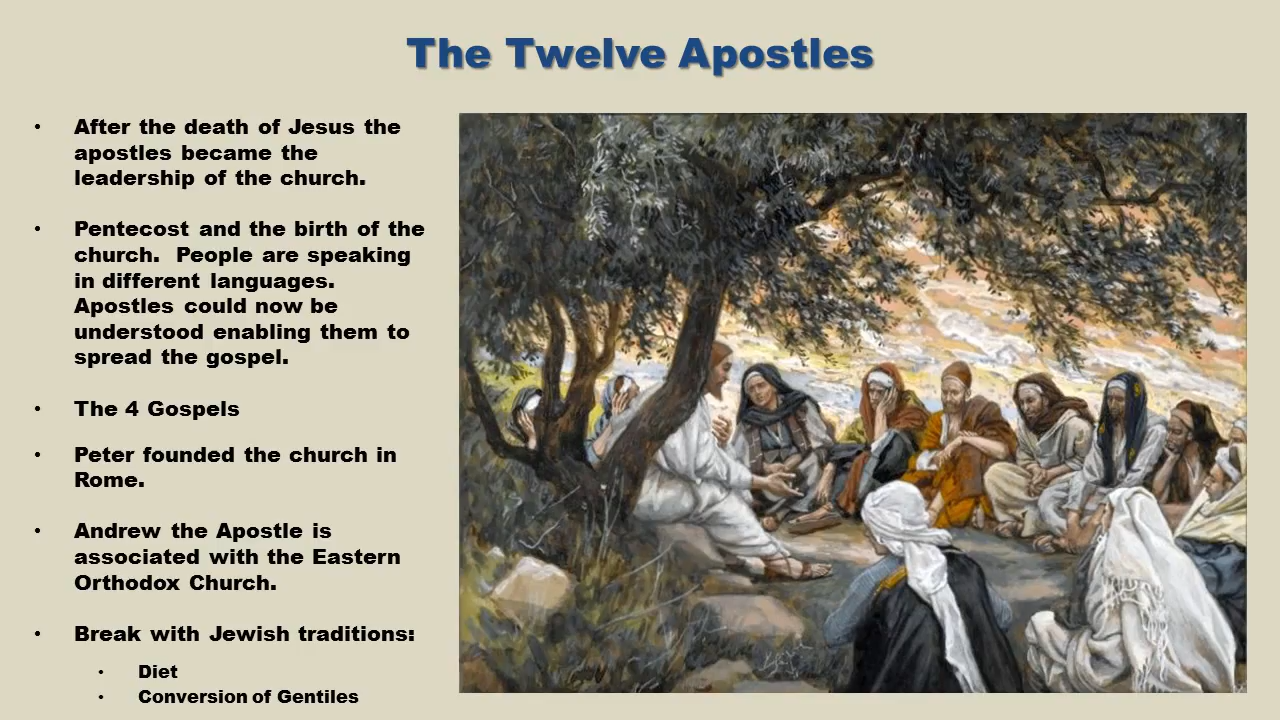 The Twelve Apostles
• After the death of Jesus the
apostles became the
leadership of the church.
• Pentecost and the birth of the
church.  People are speaking
in different languages.
Apostles could now be
understood enabling them to
spread the gospel.
• The 4 Gospels
• Peter founded the church in
Rome.
• Andrew the Apostle is
associated with the Eastern
Orthodox Church.
• Break with Jewish traditions:
• Diet
• Conversion of Gentiles